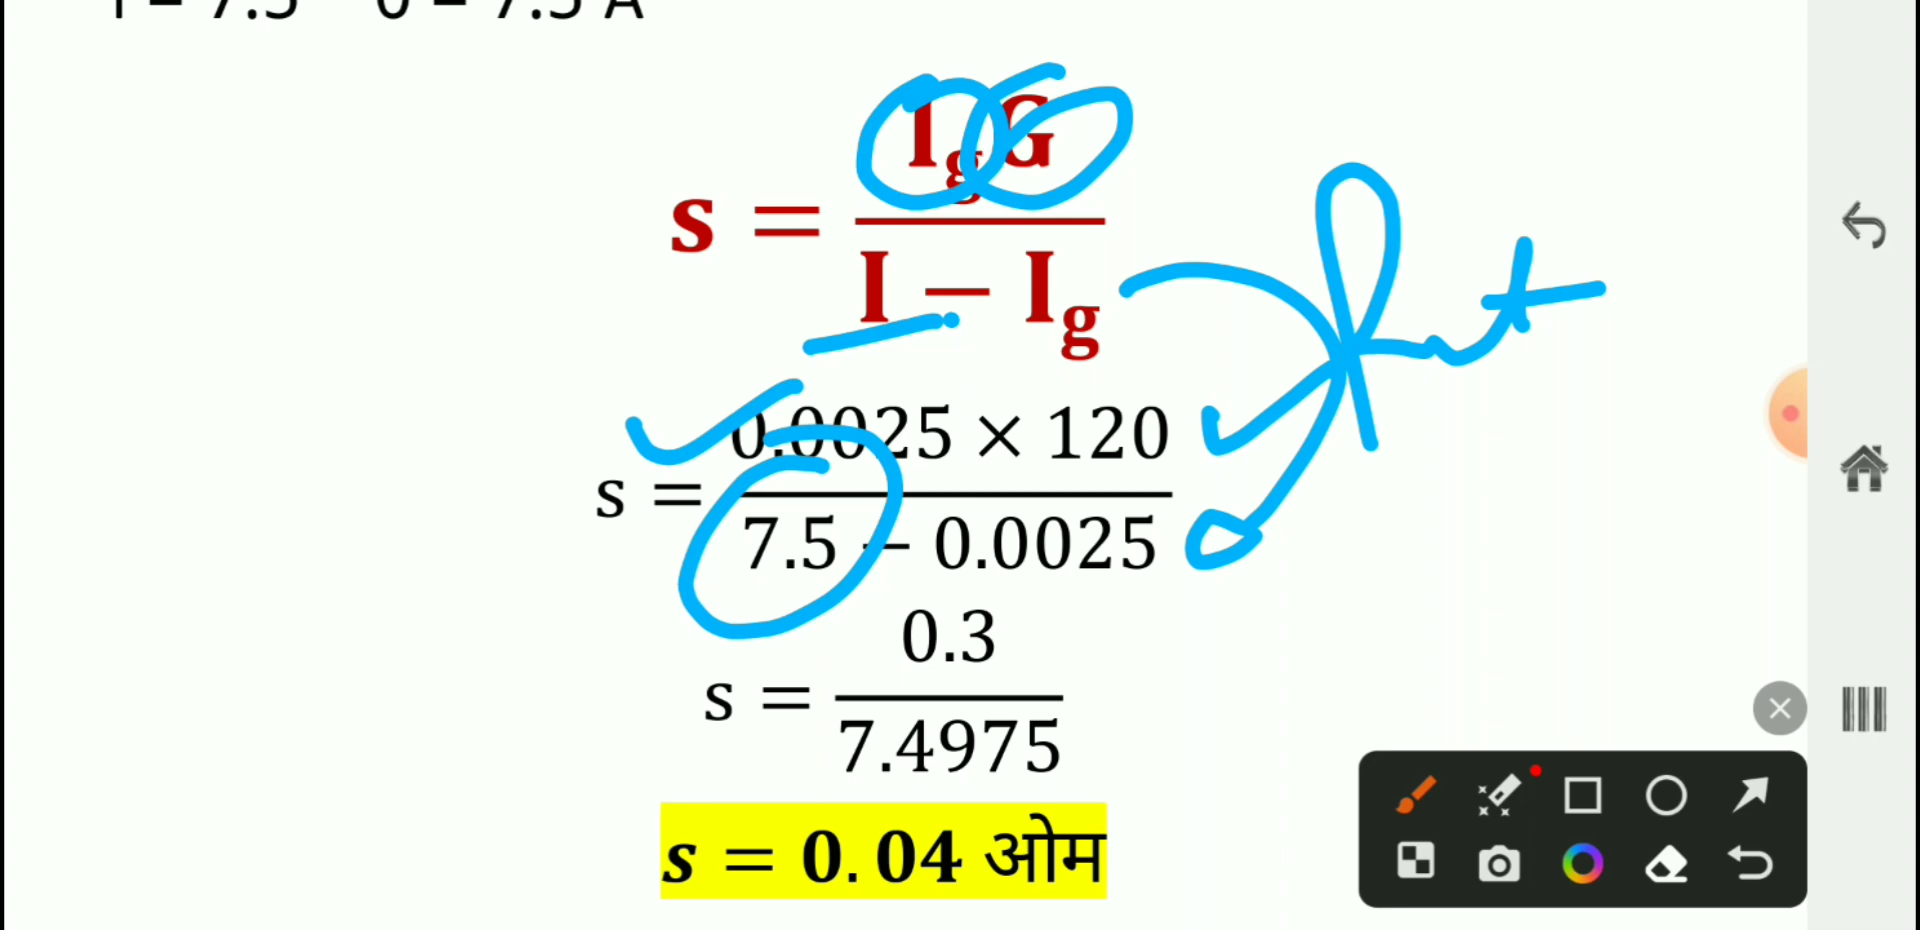 s = I_g G / (I − I_g)
s = (0.0025 × 120) / (7.5 − 0.0025)
s = 0.3 / 7.4975
s = 0.04 ओम